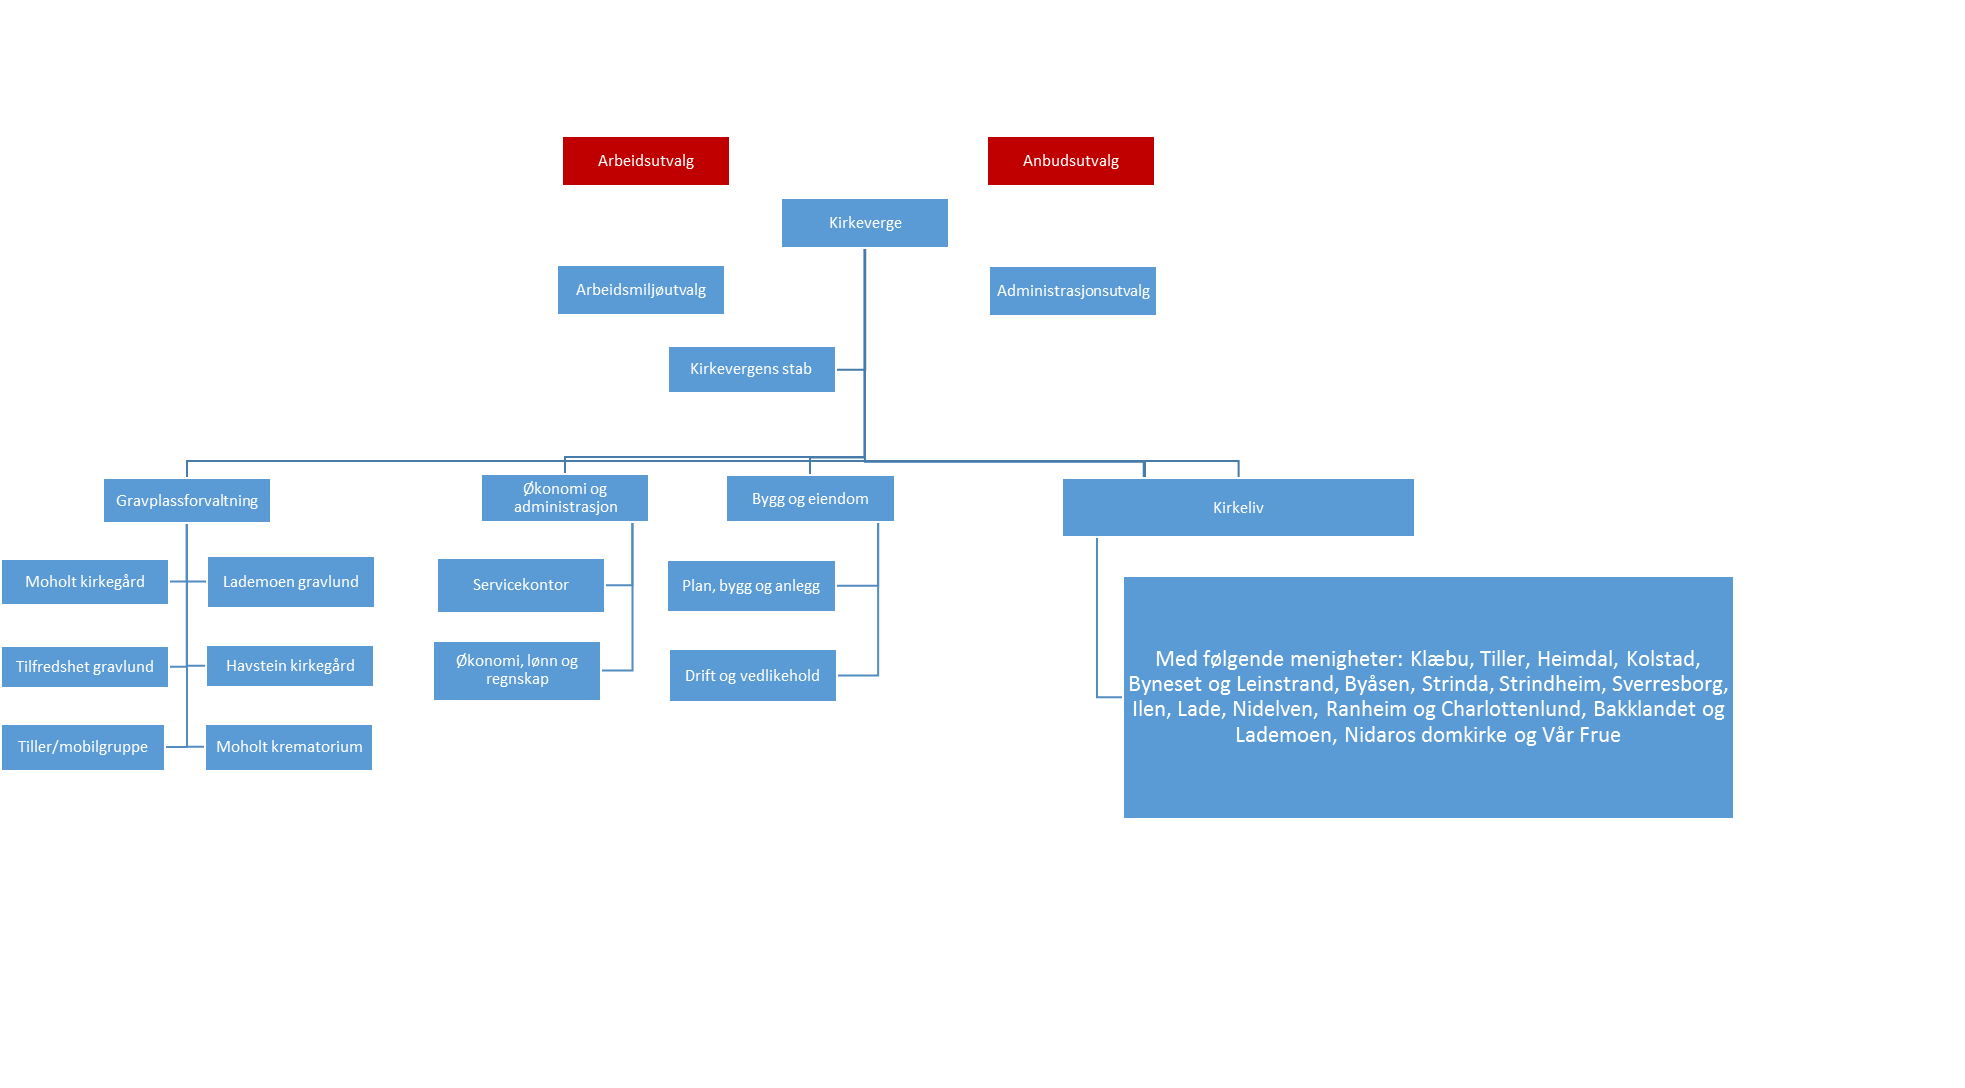 Arbeidsutvalg
Anbudsutvalg
Kirkeverge
Arbeidsmiljøutvalg
Administrasjonsutvalg
Kirkevergens stab
Gravplassforvaltning
Økonomi og
administrasjon
Bygg og eiendom
Kirkeliv
Moholt kirkegård
Lademoen gravlund
Tilfredshet gravlund
Havstein kirkegård
Tiller/mobilgruppe
Moholt krematorium
Servicekontor
Økonomi, lønn og
regnskap
Plan, bygg og anlegg
Drift og vedlikehold
Med følgende menigheter: Klæbu, Tiller, Heimdal, Kolstad,
Byneset og Leinstrand, Byåsen, Strinda, Strindheim, Sverresborg,
Ilen, Lade, Nidelven, Ranheim og Charlottenlund, Bakklandet og
Lademoen, Nidaros domkirke og Vår Frue